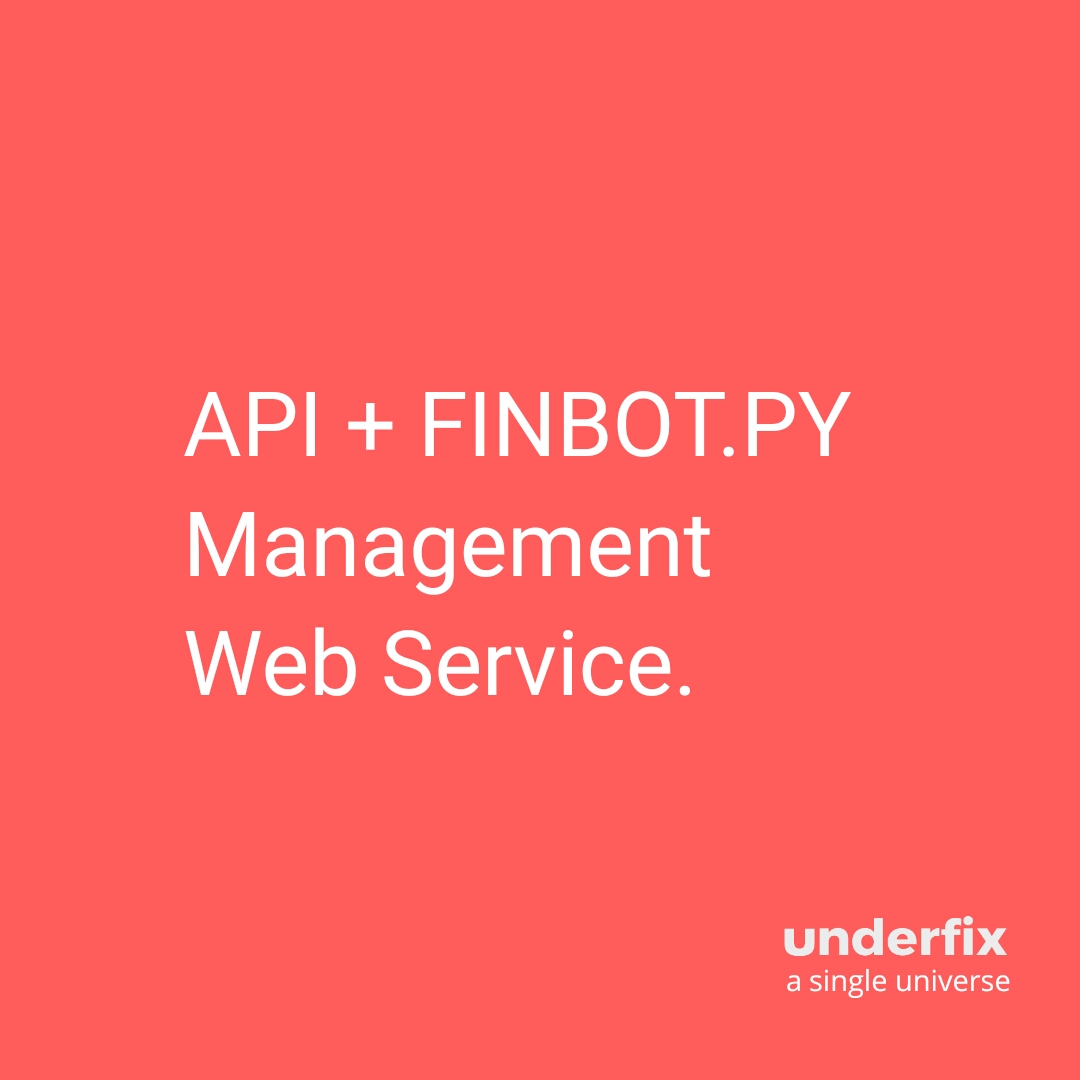 API + FINBOT.PY
Management
Web Service.
underfix
a single universe